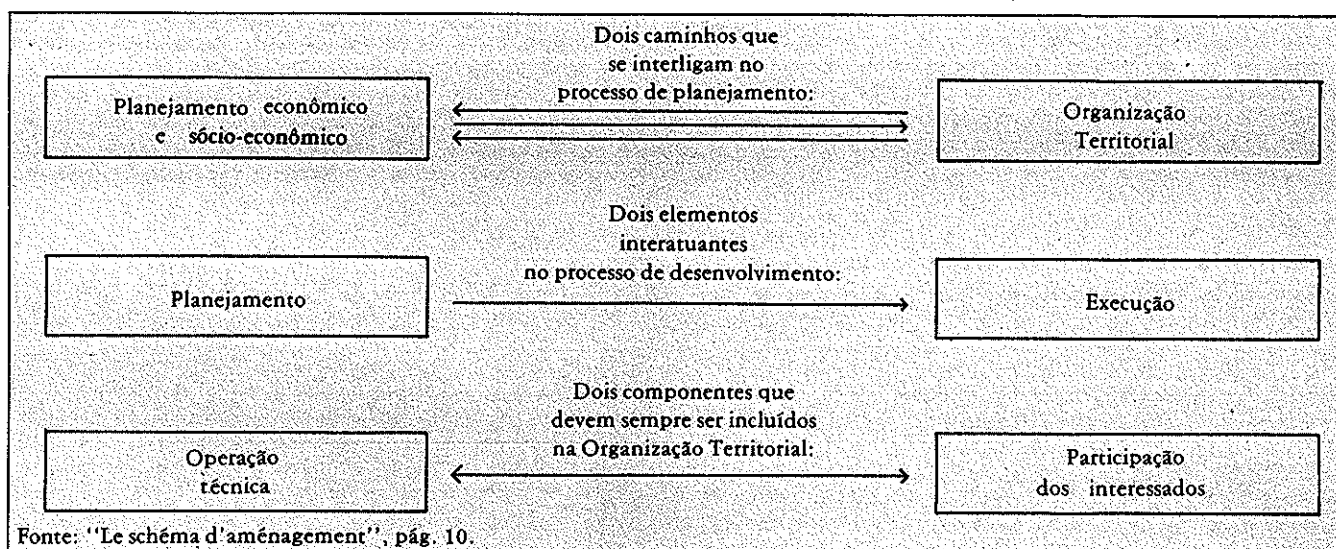 Dois caminhos que
se interligam no
processo de planejamento:
Planejamento econômico
e sócio-econômico
Organização
Territorial
Dois elementos
interatuantes
no processo de desenvolvimento:
Planejamento
Execução
Dois componentes que
devem sempre ser incluídos
na Organização Territorial:
Operação
técnica
Participação
dos interessados
Fonte: "Le schéma d'aménagement", pág. 10.